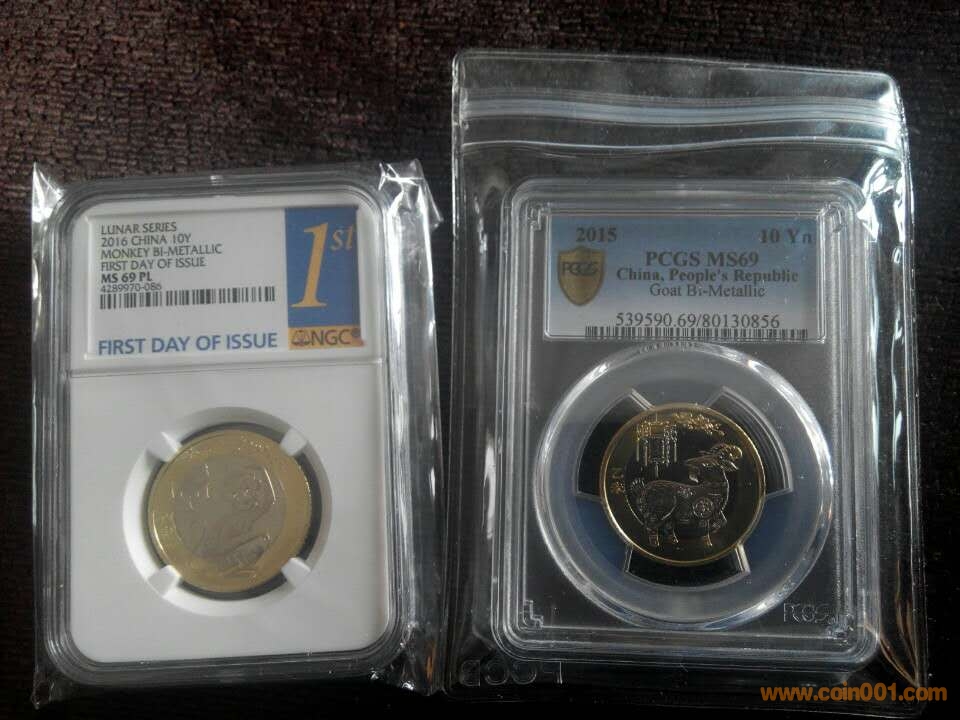 LUNAR SERIES
2016 CHINA 10Y
MONKEY BI-METALLIC
FIRST DAY OF ISSUE
MS 69 PL
4289970-086
FIRST DAY OF ISSUE
1st
NGC
2015 10 Yn
PCGS
PCGS MS69
China, People's Republic
Goat Bi-Metallic
539590.69/80130856
PCGS
www.coin001.com